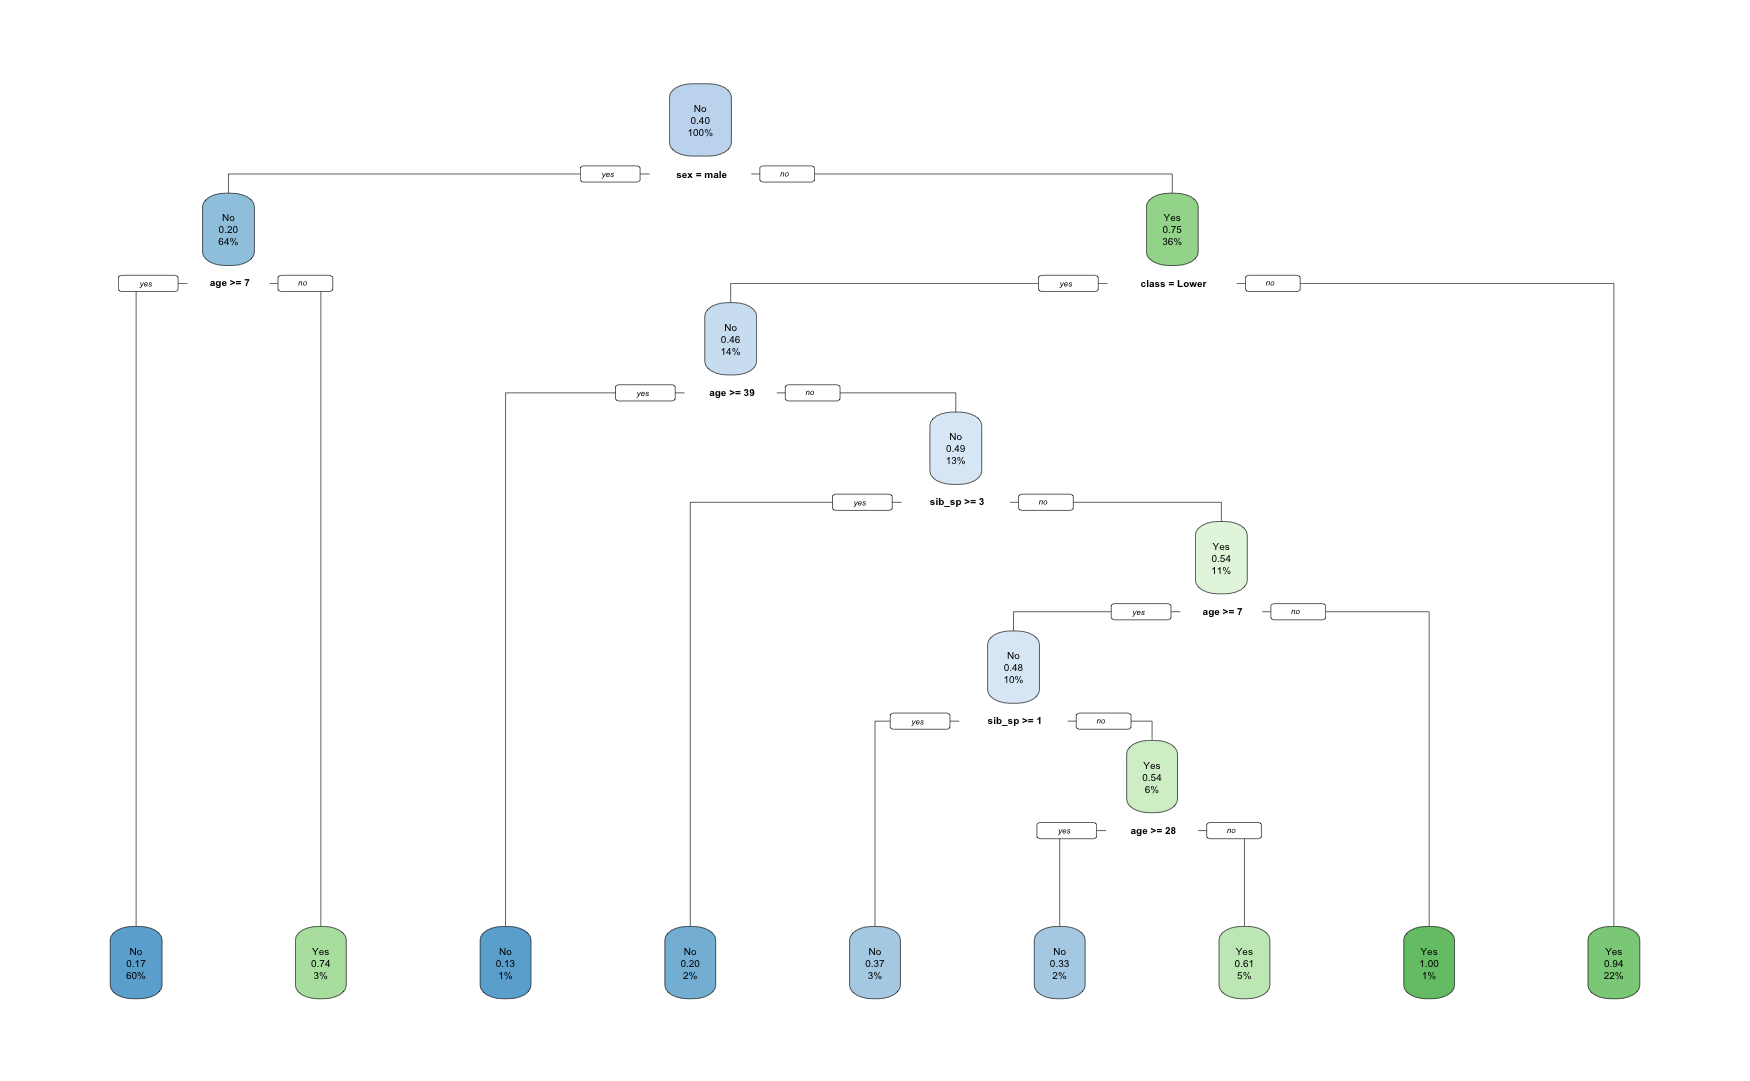 No
0.40
100%
yes
sex = male
no
No
0.20
64%
Yes
0.75
36%
yes
age >= 7
no
yes
class = Lower
no
No
0.46
14%
yes
age >= 39
no
No
0.49
13%
yes
sib_sp >= 3
no
Yes
0.54
11%
yes
age >= 7
no
No
0.48
10%
yes
sib_sp >= 1
no
Yes
0.54
6%
yes
age >= 28
no
No
0.17
60%
Yes
0.74
3%
No
0.13
1%
No
0.20
2%
No
0.37
3%
No
0.33
2%
Yes
0.61
5%
Yes
1.00
1%
Yes
0.94
22%